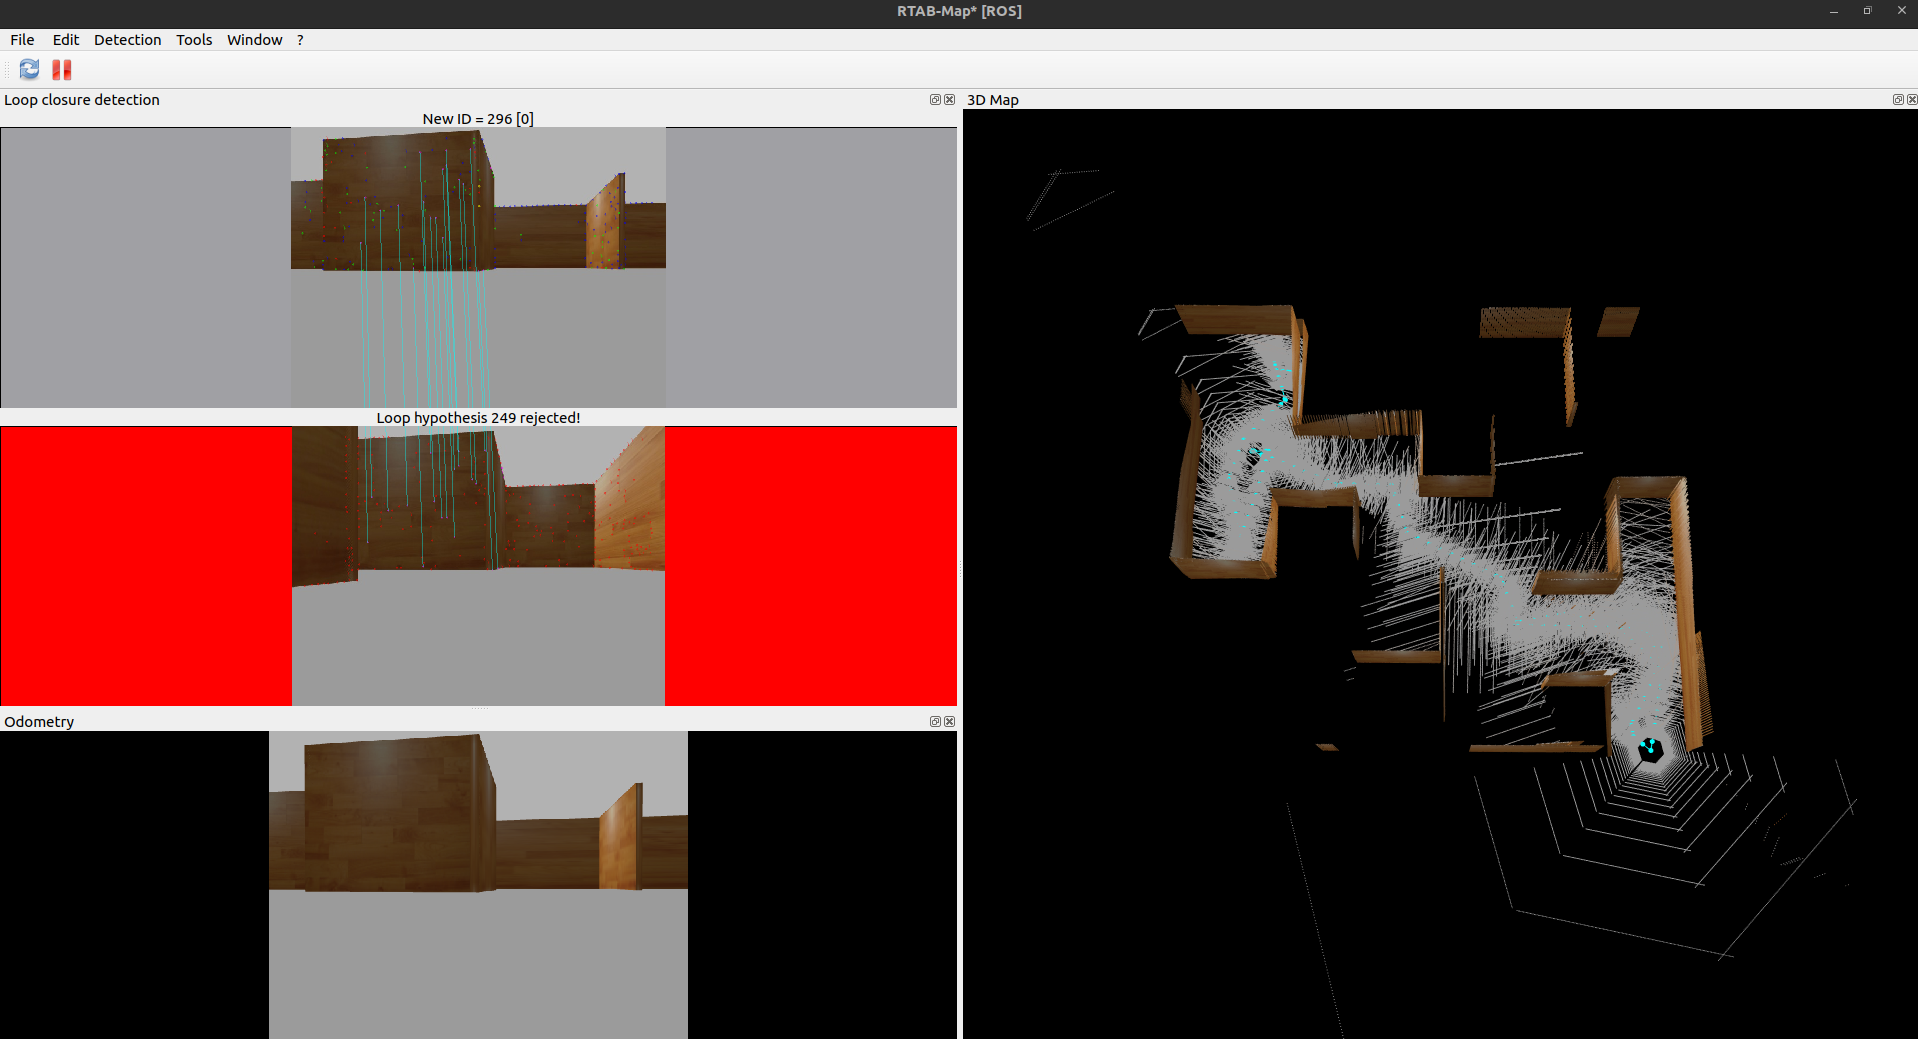 RTAB-Map* [ROS]
File Edit Detection Tools Window ?
Loop closure detection
New ID = 296 [0]
Loop hypothesis 249 rejected!
Odometry
3D Map